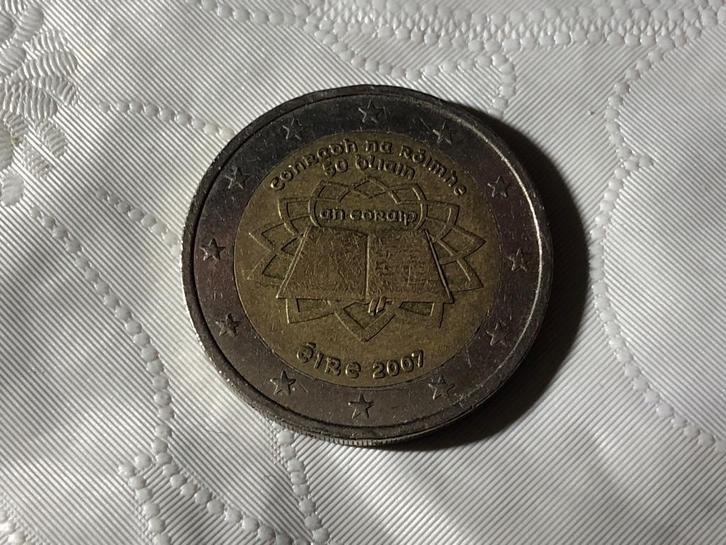 Conradh na Róimhe
50 bliain
an eoraip
éire 2007